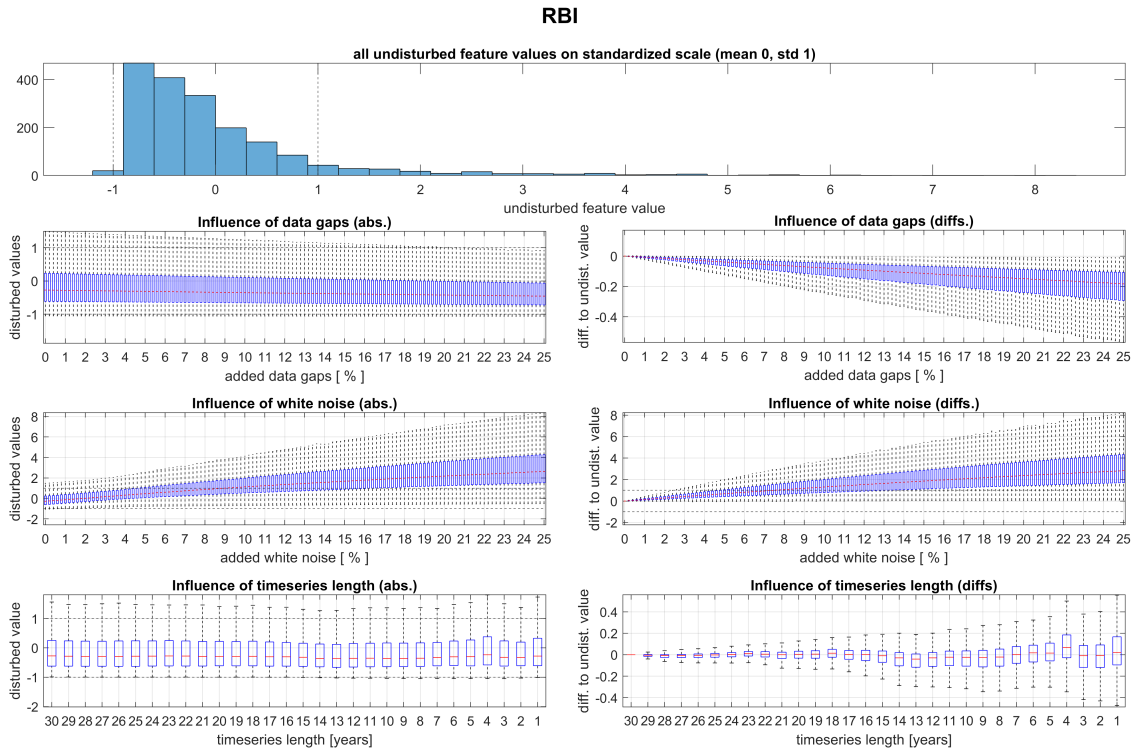 RBI
all undisturbed feature values on standardized scale (mean 0, std 1)
400
200
0
-1 0 1 2 3 4 5 6 7 8
undisturbed feature value
Influence of data gaps (abs.)
disturbed values
1
0
-1
0 1 2 3 4 5 6 7 8 9 10 11 12 13 14 15 16 17 18 19 20 21 22 23 24 25
added data gaps [ % ]
Influence of data gaps (diffs.)
diff. to undist. value
0
-0.2
-0.4
0 1 2 3 4 5 6 7 8 9 10 11 12 13 14 15 16 17 18 19 20 21 22 23 24 25
added data gaps [ % ]
Influence of white noise (abs.)
disturbed values
8
6
4
2
0
-2
0 1 2 3 4 5 6 7 8 9 10 11 12 13 14 15 16 17 18 19 20 21 22 23 24 25
added white noise [ % ]
Influence of white noise (diffs.)
diff. to undist. value
8
6
4
2
0
-2
0 1 2 3 4 5 6 7 8 9 10 11 12 13 14 15 16 17 18 19 20 21 22 23 24 25
added white noise [ % ]
Influence of timeseries length (abs.)
disturbed value
1
0
-1
-2
30 29 28 27 26 25 24 23 22 21 20 19 18 17 16 15 14 13 12 11 10 9 8 7 6 5 4 3 2 1
timeseries length [years]
Influence of timeseries length (diffs)
diff. to undist. value
0.4
0.2
0
-0.2
-0.4
30 29 28 27 26 25 24 23 22 21 20 19 18 17 16 15 14 13 12 11 10 9 8 7 6 5 4 3 2 1
timeseries length [years]